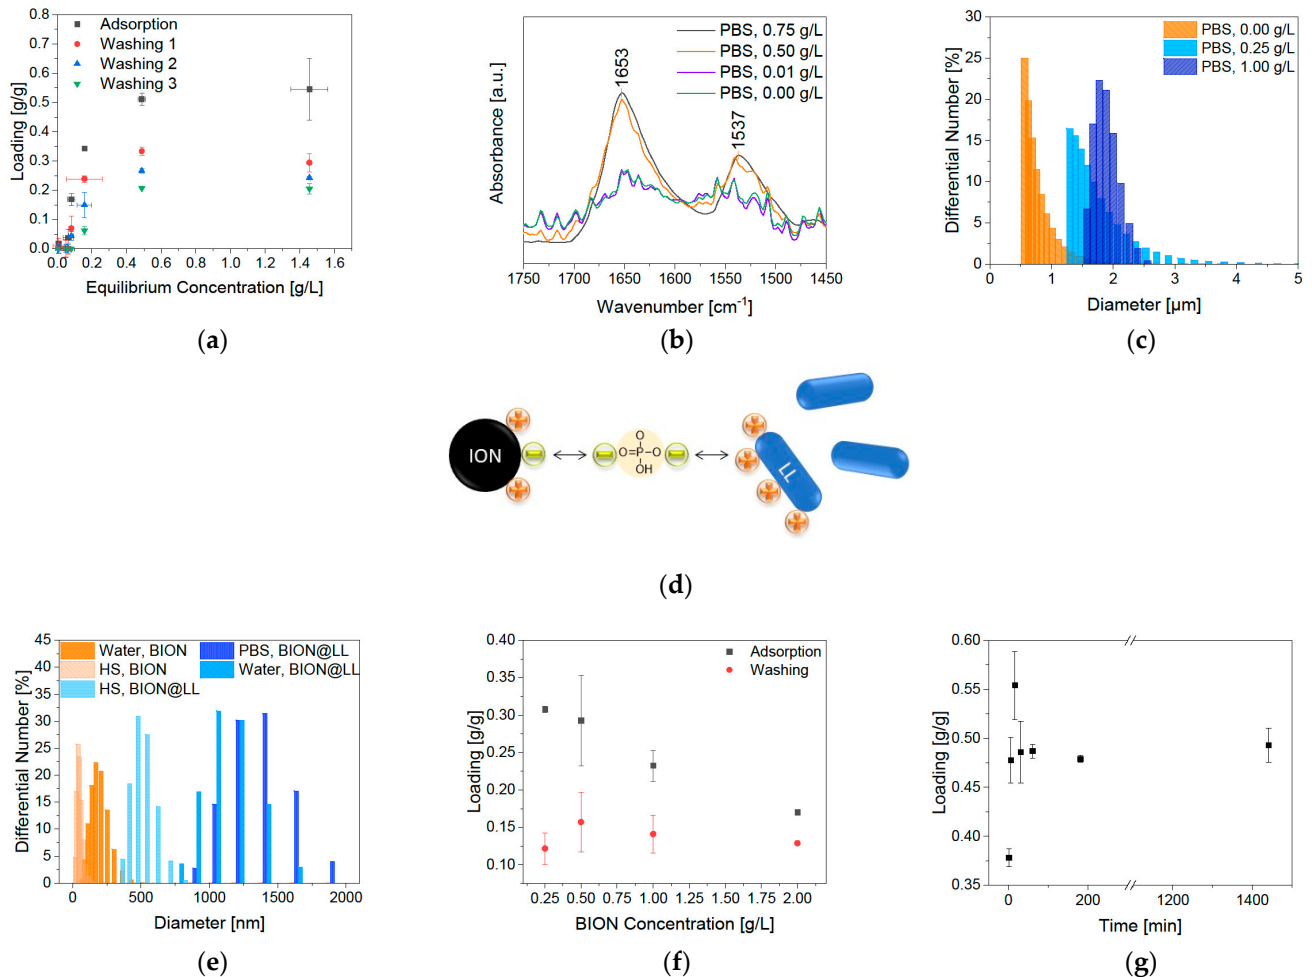 Loading [g/g]
0.8
0.7
0.6
0.5
0.4
0.3
0.2
0.1
0.0
Adsorption
Washing 1
Washing 2
Washing 3
0.0 0.2 0.4 0.6 0.8 1.0 1.2 1.4 1.6
Equilibrium Concentration [g/L]
(a)
Absorbance [a.u.]
PBS, 0.75 g/L
PBS, 0.50 g/L
PBS, 0.01 g/L
PBS, 0.00 g/L
1653
1537
1750 1700 1650 1600 1550 1500 1450
Wavenumber [cm-1]
(b)
Differential Number [%]
30
25
20
15
10
5
0
PBS, 0.00 g/L
PBS, 0.25 g/L
PBS, 1.00 g/L
0 1 2 3 4 5
Diameter [µm]
(c)
ION
O
O=P-O
OH
LL
(d)
Differential Number [%]
45
40
35
30
25
20
15
10
5
0
Water, BION
HS, BION
HS, BION@LL
PBS, BION@LL
Water, BION@LL
0 500 1000 1500 2000
Diameter [nm]
(e)
Loading [g/g]
0.40
0.35
0.30
0.25
0.20
0.15
0.10
Adsorption
Washing
0.25 0.50 0.75 1.00 1.25 1.50 1.75 2.00
BION Concentration [g/L]
(f)
Loading [g/g]
0.60
0.55
0.50
0.45
0.40
0.35
0 200 1200 1400
Time [min]
(g)